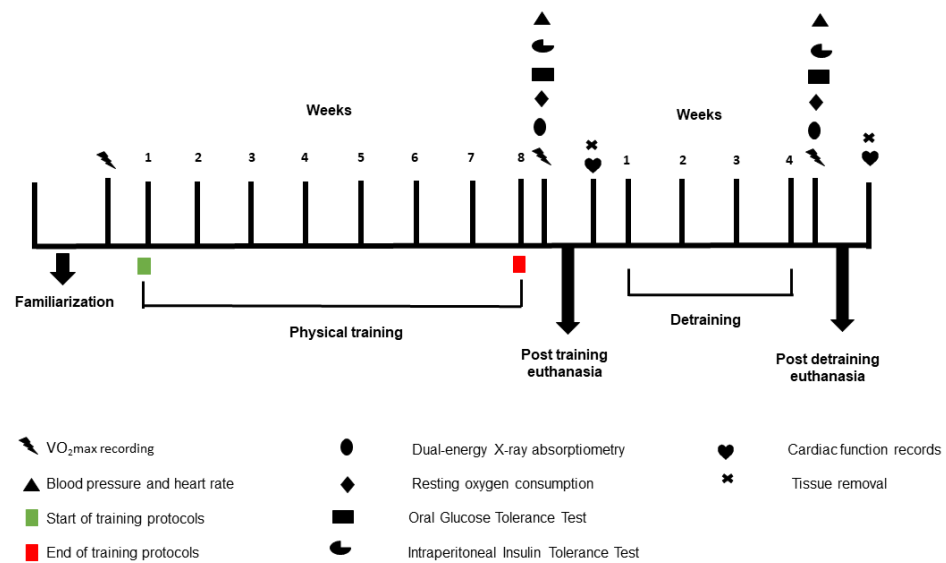 Weeks
Weeks
1 2 3 4 5 6 7 8 1 2 3 4
Familiarization
Physical training
Detraining
Post training
euthanasia
Post detraining
euthanasia
VO₂max recording
Blood pressure and heart rate
Start of training protocols
End of training protocols
Dual-energy X-ray absorptiometry
Resting oxygen consumption
Oral Glucose Tolerance Test
Intraperitoneal Insulin Tolerance Test
Cardiac function records
Tissue removal